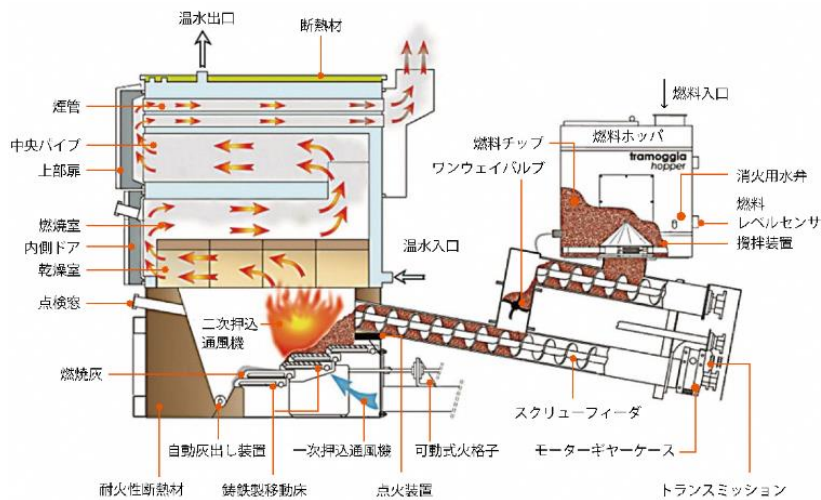 温水出口
断熱材
燃料入口
煙管
燃料チップ
燃料ホッパ
中央パイプ
ワンウェイバルブ
tramoggia
hopper
上部扉
消火用水弁
燃料
レベルセンサ
燃焼室
撹拌装置
内側ドア
温水入口
乾燥室
点検窓
二次押込
通風機
燃焼灰
スクリューフィーダ
自動灰出し装置
一次押込通風機
可動式火格子
モーターギヤーケース
耐火性断熱材
鋳鉄製移動床
点火装置
トランスミッション